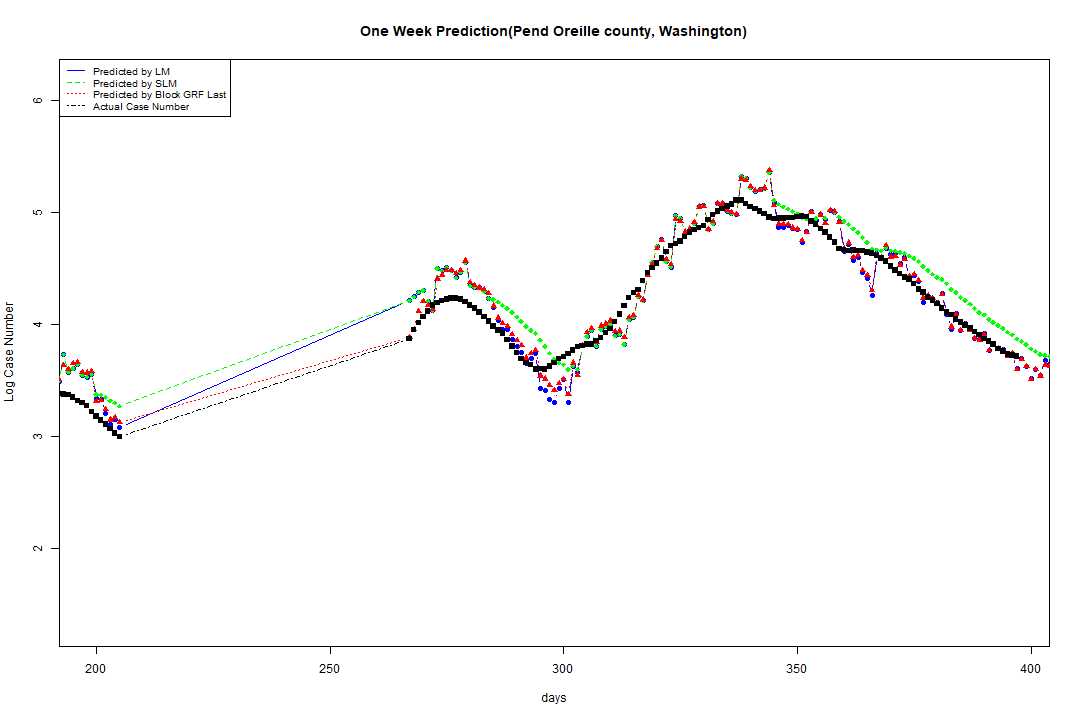 One Week Prediction(Pend Oreille county, Washington)
Predicted by LM
Predicted by SLM
Predicted by Block GRF Last
Actual Case Number
6
5
4
3
2
Log Case Number
200 250 300 350 400
days